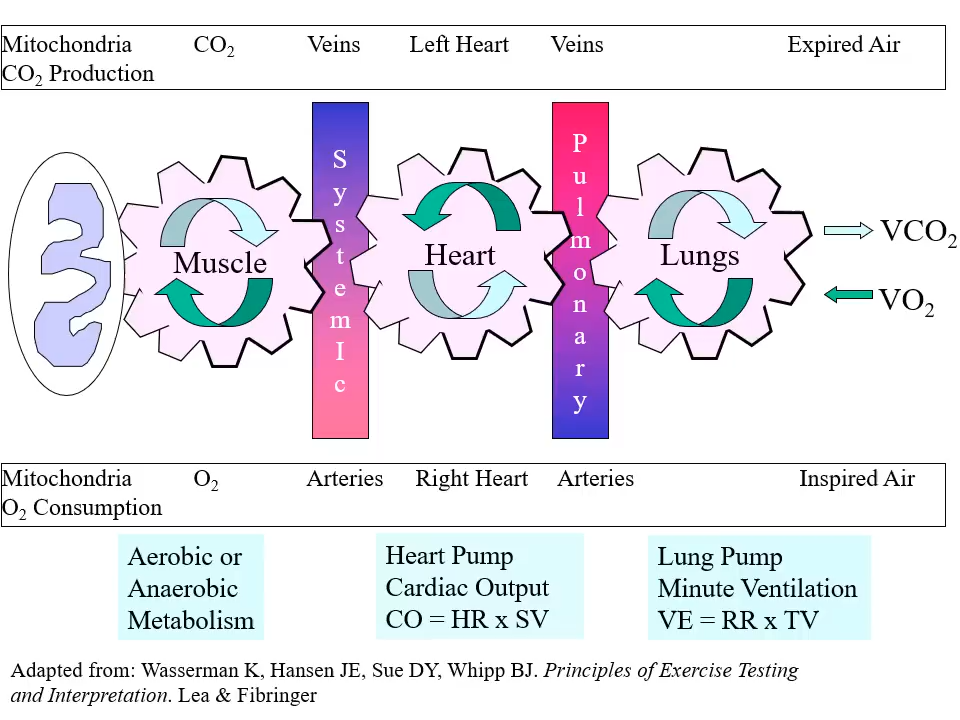 Mitochondria CO₂ Veins Left Heart Veins Expired Air
CO₂ Production
SystemIc
Pulmonary
Muscle
Heart
Lungs
VCO₂
VO₂
Mitochondria O₂ Arteries Right Heart Arteries Inspired Air
O₂ Consumption
Aerobic or
Anaerobic
Metabolism
Heart Pump
Cardiac Output
CO = HR x SV
Lung Pump
Minute Ventilation
VE = RR x TV
Adapted from: Wasserman K, Hansen JE, Sue DY, Whipp BJ. Principles of Exercise Testing
and Interpretation. Lea & Fibringer